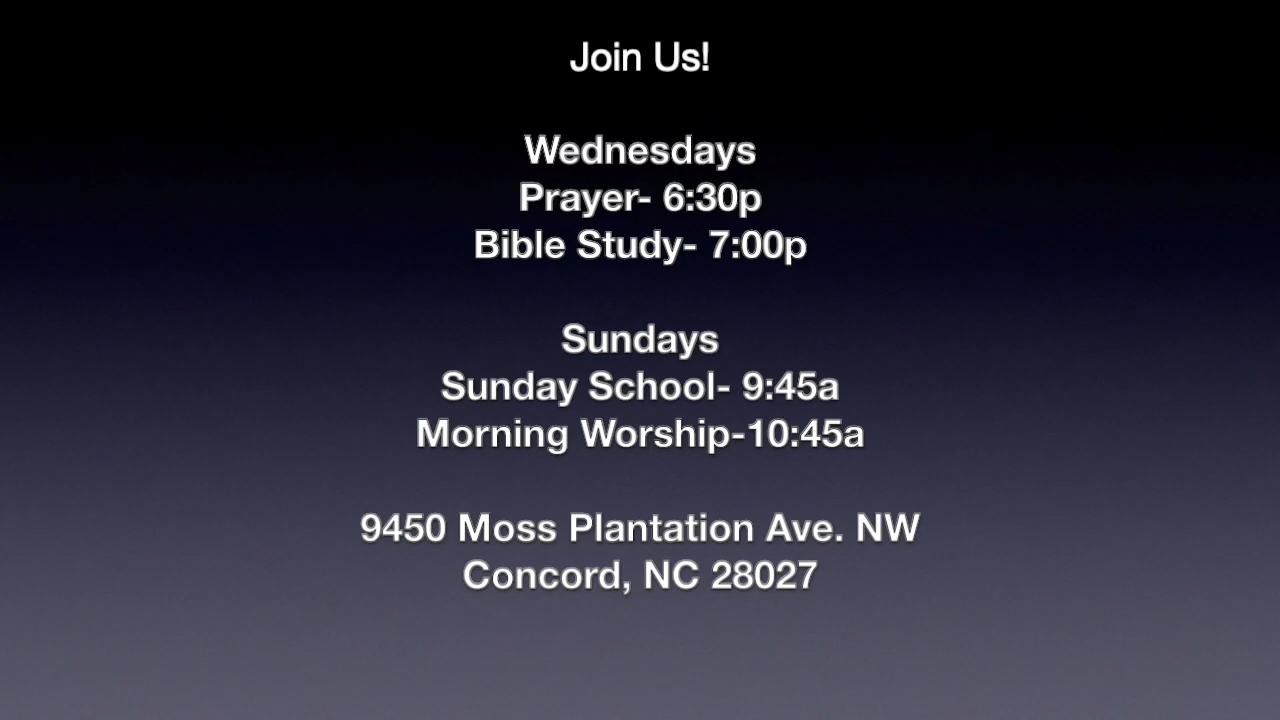 Join Us!
Wednesdays
Prayer- 6:30p
Bible Study- 7:00p
Sundays
Sunday School- 9:45a
Morning Worship-10:45a
9450 Moss Plantation Ave. NW
Concord, NC 28027